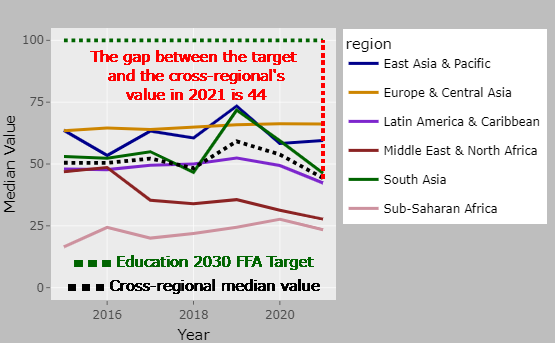 100
75
50
25
0
Median Value
The gap between the target
and the cross-regional's
value in 2021 is 44
Education 2030 FFA Target
Cross-regional median value
2016
2018
2020
Year
region
East Asia & Pacific
Europe & Central Asia
Latin America & Caribbean
Middle East & North Africa
South Asia
Sub-Saharan Africa